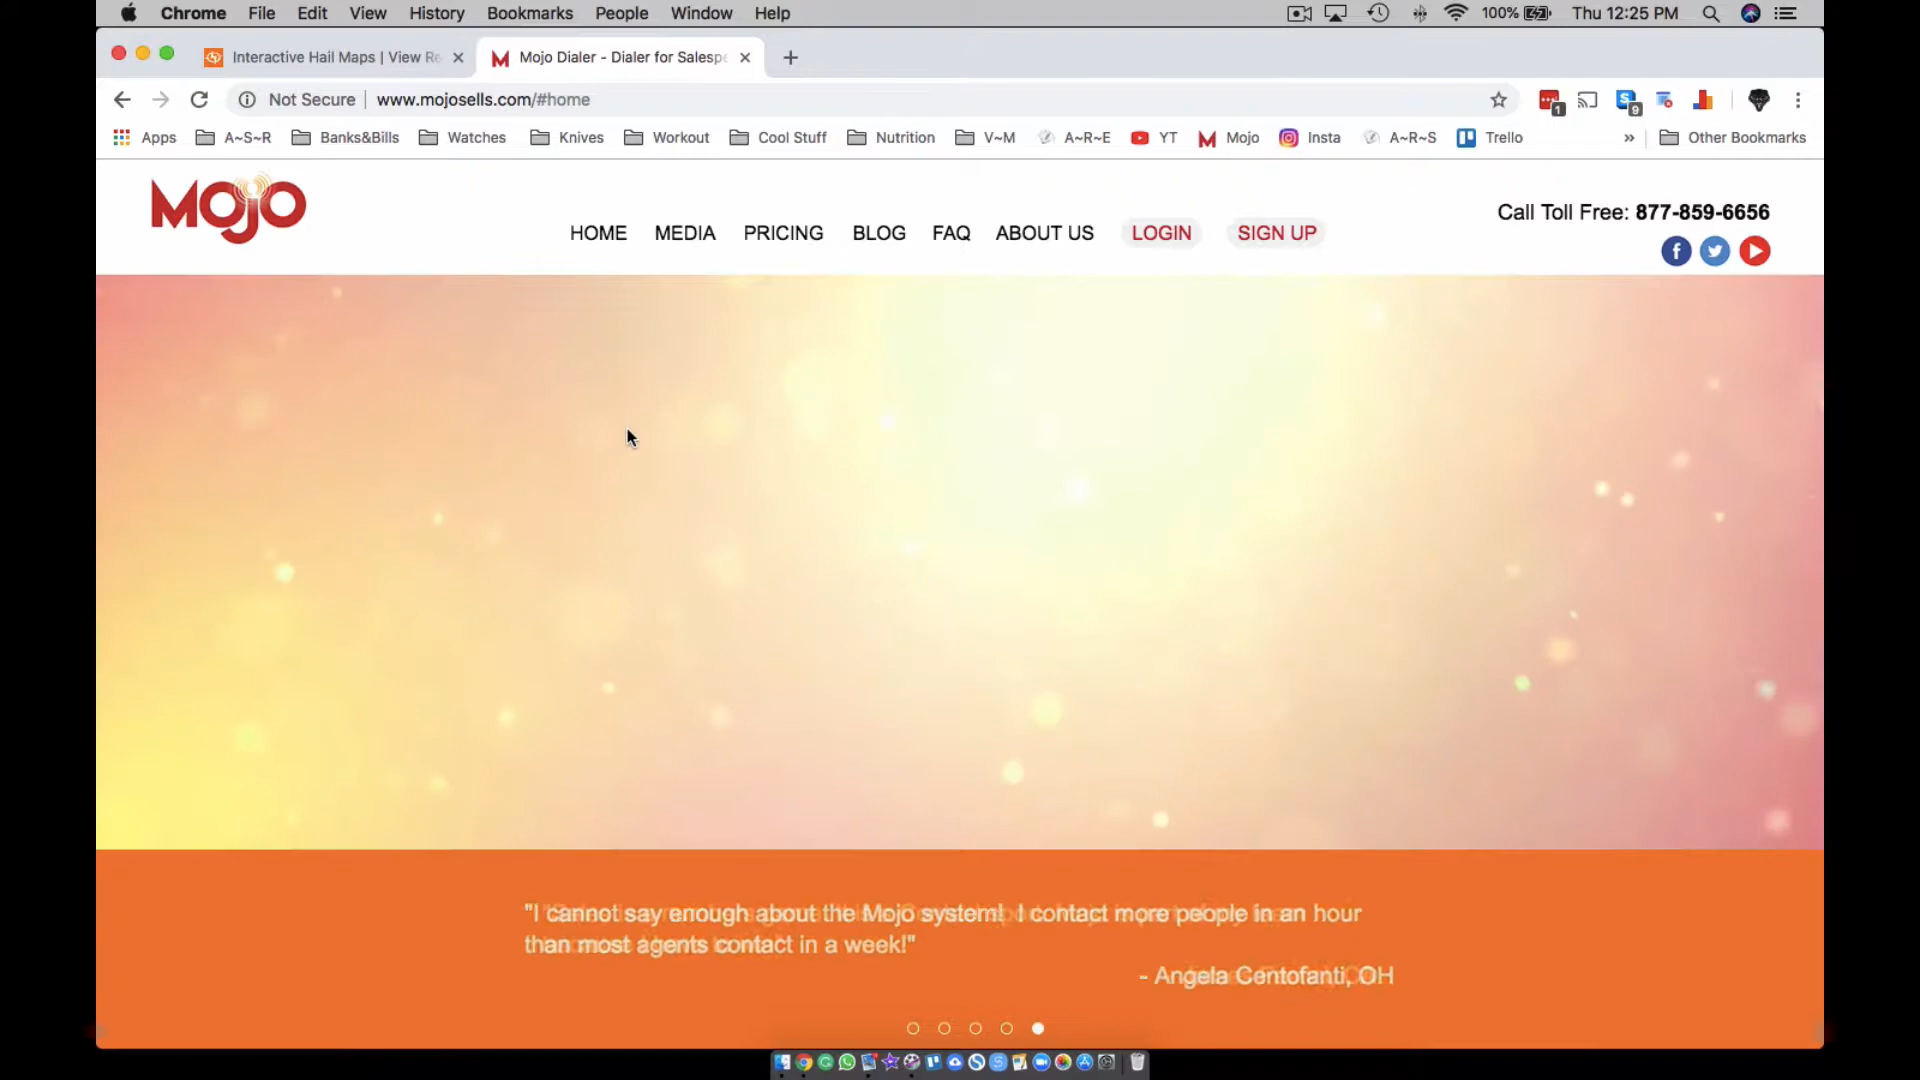 Chrome File Edit View History Bookmarks People Window Help 100% Thu 12:25 PM
Interactive Hail Maps | View Re
Mojo Dialer - Dialer for Salespe
Not Secure www.mojosells.com/#home 1 9
Apps A~S~R Banks&Bills Watches Knives Workout Cool Stuff Nutrition V~M A~R~E YT Mojo Insta A~R~S Trello » Other Bookmarks
MOJO
HOME MEDIA PRICING BLOG FAQ ABOUT US LOGIN SIGN UP
Call Toll Free: 877-859-6656
"I cannot say enough about the Mojo system! I contact more people in an hour
than most agents contact in a week!"
- Angela Centofanti, OH